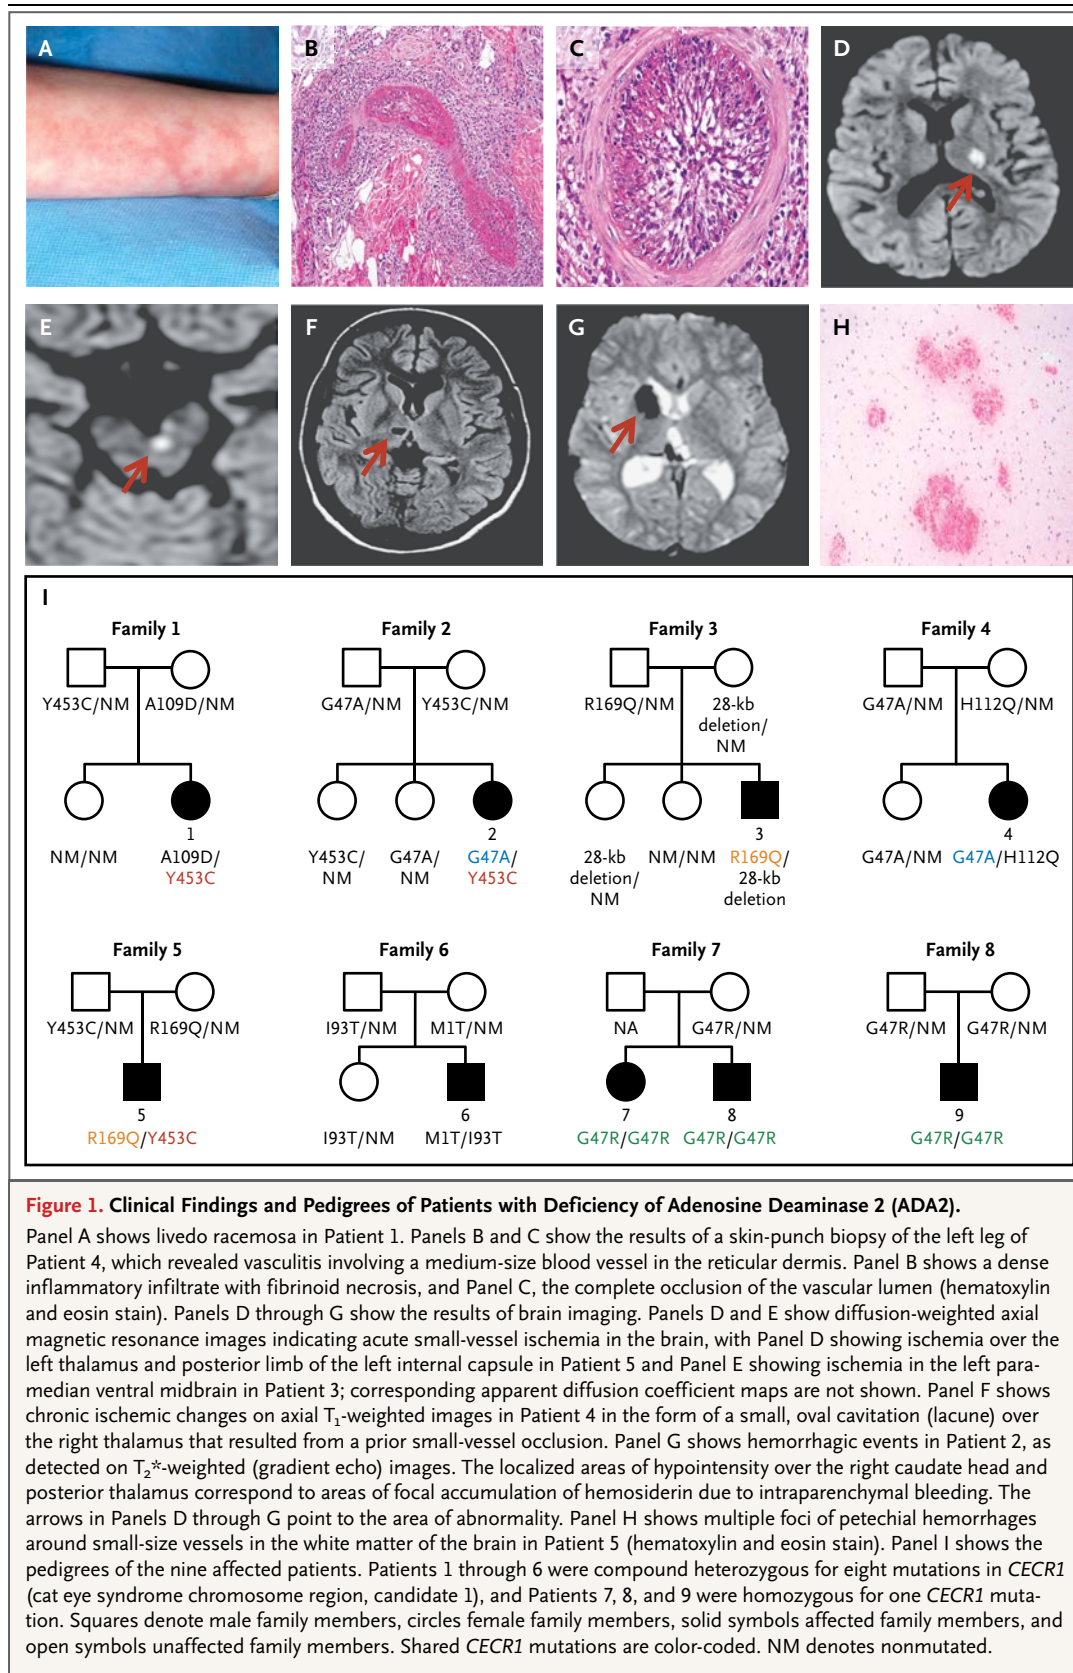 A
B
C
D
E
F
G
H
I
Family 1
Family 2
Family 3
Family 4
Y453C/NM
A109D/NM
G47A/NM
Y453C/NM
R169Q/NM
28-kb
deletion/
NM
G47A/NM
H112Q/NM
1
2
3
4
NM/NM
A109D/
Y453C
Y453C/
NM
G47A/
NM
G47A/
Y453C
28-kb
deletion/
NM
NM/NM
R169Q/
28-kb
deletion
G47A/NM
G47A/H112Q
Family 5
Family 6
Family 7
Family 8
Y453C/NM
R169Q/NM
I93T/NM
M1T/NM
NA
G47R/NM
G47R/NM
G47R/NM
5
6
7
8
9
R169Q/Y453C
I93T/NM
M1T/I93T
G47R/G47R
G47R/G47R
G47R/G47R
Figure 1. Clinical Findings and Pedigrees of Patients with Deficiency of Adenosine Deaminase 2 (ADA2).
Panel A shows livedo racemosa in Patient 1. Panels B and C show the results of a skin-punch biopsy of the left leg of
Patient 4, which revealed vasculitis involving a medium-size blood vessel in the reticular dermis. Panel B shows a dense
inflammatory infiltrate with fibrinoid necrosis, and Panel C, the complete occlusion of the vascular lumen (hematoxylin
and eosin stain). Panels D through G show the results of brain imaging. Panels D and E show diffusion-weighted axial
magnetic resonance images indicating acute small-vessel ischemia in the brain, with Panel D showing ischemia over the
left thalamus and posterior limb of the left internal capsule in Patient 5 and Panel E showing ischemia in the left para-
median ventral midbrain in Patient 3; corresponding apparent diffusion coefficient maps are not shown. Panel F shows
chronic ischemic changes on axial T₁-weighted images in Patient 4 in the form of a small, oval cavitation (lacune) over
the right thalamus that resulted from a prior small-vessel occlusion. Panel G shows hemorrhagic events in Patient 2, as
detected on T₂*-weighted (gradient echo) images. The localized areas of hypointensity over the right caudate head and
posterior thalamus correspond to areas of focal accumulation of hemosiderin due to intraparenchymal bleeding. The
arrows in Panels D through G point to the area of abnormality. Panel H shows multiple foci of petechial hemorrhages
around small-size vessels in the white matter of the brain in Patient 5 (hematoxylin and eosin stain). Panel I shows the
pedigrees of the nine affected patients. Patients 1 through 6 were compound heterozygous for eight mutations in CECR1
(cat eye syndrome chromosome region, candidate 1), and Patients 7, 8, and 9 were homozygous for one CECR1 muta-
tion. Squares denote male family members, circles female family members, solid symbols affected family members, and
open symbols unaffected family members. Shared CECR1 mutations are color-coded. NM denotes nonmutated.